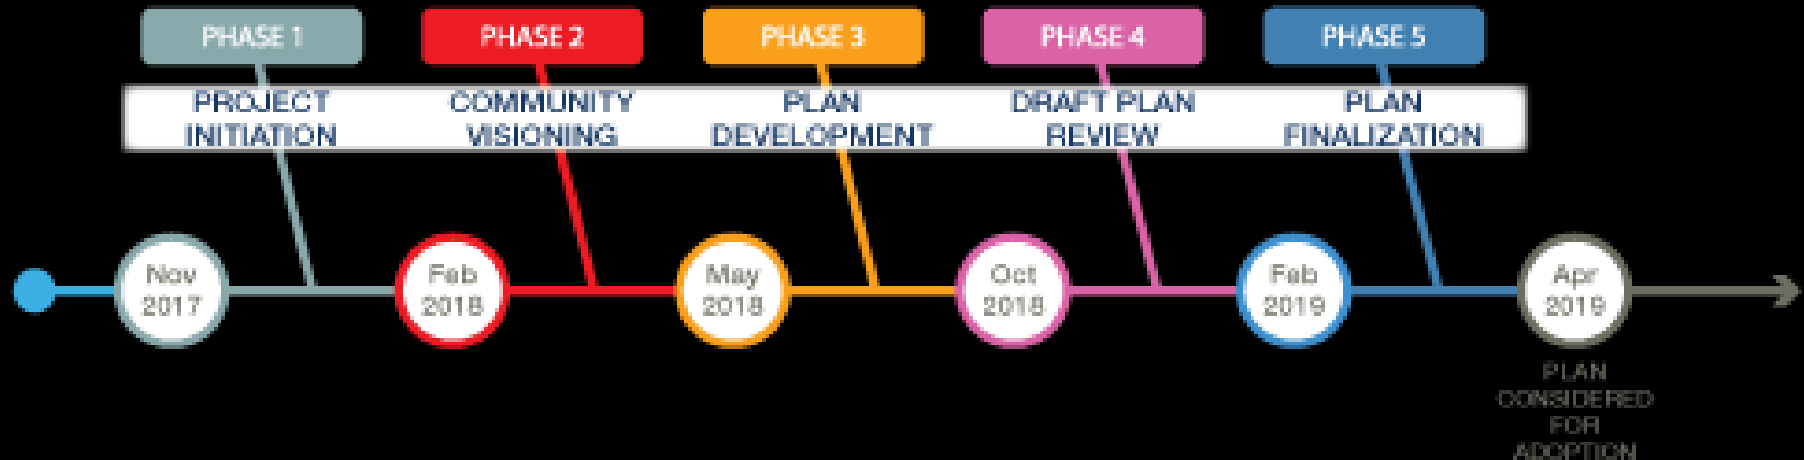 PHASE 1
PHASE 2
PHASE 3
PHASE 4
PHASE 5
PROJECT
INITIATION
COMMUNITY
VISIONING
PLAN
DEVELOPMENT
DRAFT PLAN
REVIEW
PLAN
FINALIZATION
Nov
2017
Feb
2018
May
2018
Oct
2018
Feb
2019
Apr
2019
PLAN
CONSIDERED
FOR
ADOPTION